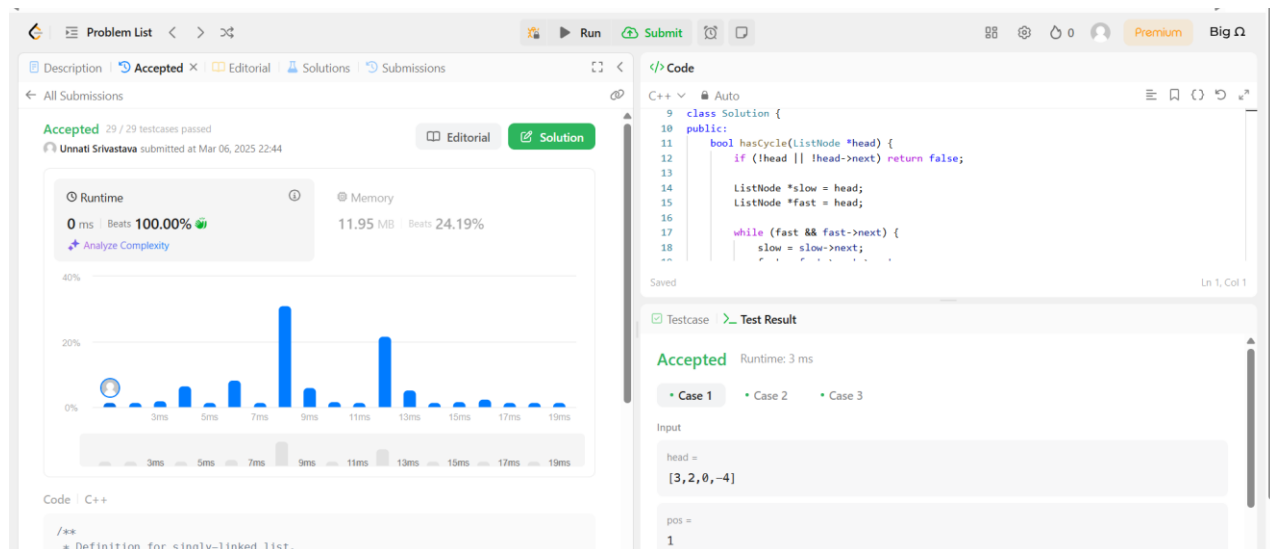 Problem List
Run
Submit
0
Premium
Big Ω
Description
Accepted
Editorial
Solutions
Submissions
All Submissions
Accepted 29 / 29 testcases passed
Unnati Srivastava submitted at Mar 06, 2025 22:44
Editorial
Solution
Runtime
0 ms Beats 100.00%
Analyze Complexity
Memory
11.95 MB Beats 24.19%
40%
20%
0%
3ms 5ms 7ms 9ms 11ms 13ms 15ms 17ms 19ms
3ms 5ms 7ms 9ms 11ms 13ms 15ms 17ms 19ms
Code C++
/**
* Definition for singly-linked list.
</> Code
C++ Auto
9 class Solution {
10 public:
11 bool hasCycle(ListNode *head) {
12 if (!head || !head->next) return false;
13
14 ListNode *slow = head;
15 ListNode *fast = head;
16
17 while (fast && fast->next) {
18 slow = slow->next;
Saved
Ln 1, Col 1
Testcase
Test Result
Accepted Runtime: 3 ms
• Case 1 • Case 2 • Case 3
Input
head =
[3,2,0,-4]
pos =
1